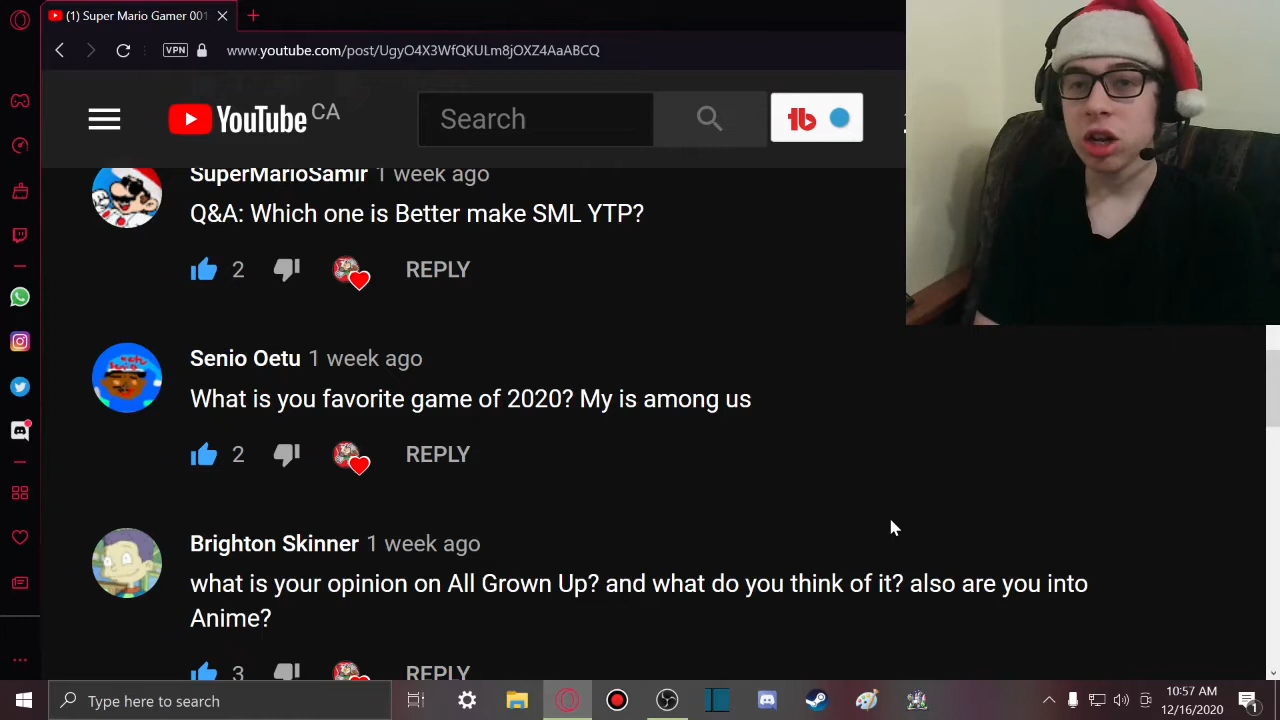 (1) Super Mario Gamer 001
VPN
www.youtube.com/post/UgyO4X3WfQKULm8jOXZ4AaABCQ
YouTube CA
Search
tb
SuperMarioSamir 1 week ago
Q&A: Which one is Better make SML YTP?
2 REPLY
Senio Oetu 1 week ago
What is you favorite game of 2020? My is among us
2 REPLY
Brighton Skinner 1 week ago
what is your opinion on All Grown Up? and what do you think of it? also are you into
Anime?
3 REPLY
Type here to search
10:57 AM
12/16/2020
1